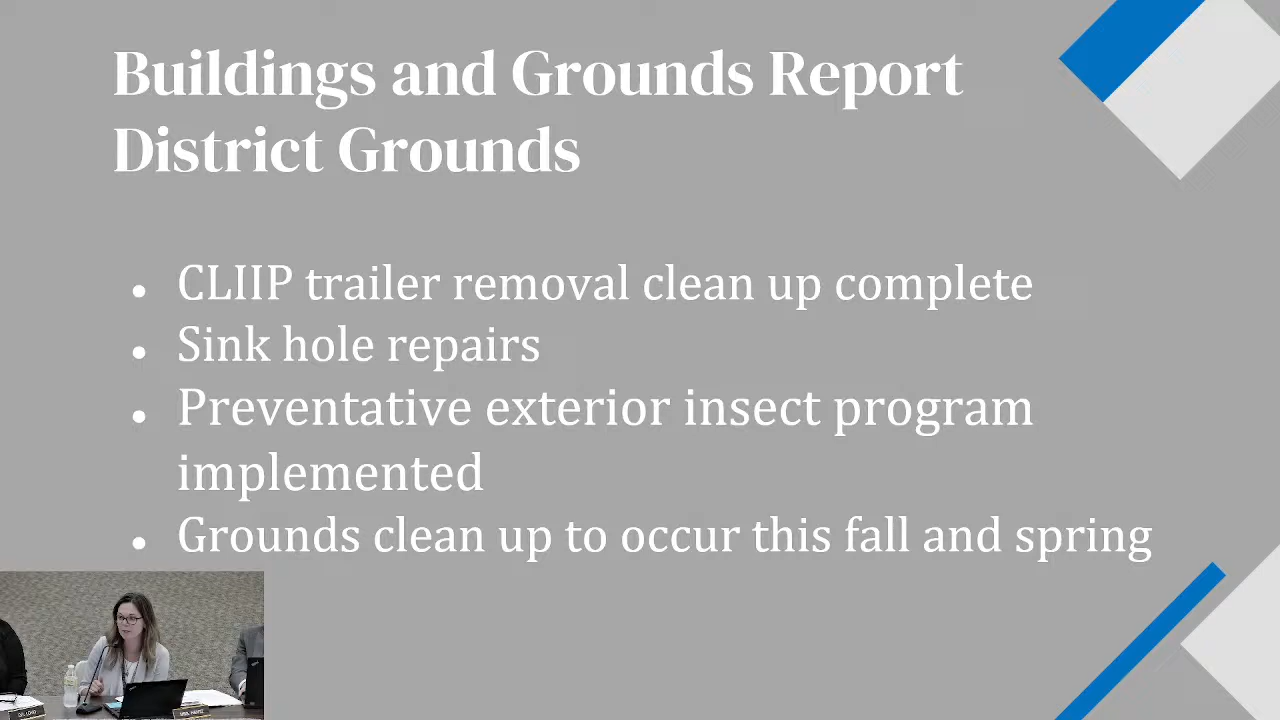 Buildings and Grounds Report
District Grounds
• CLIIP trailer removal clean up complete
• Sink hole repairs
• Preventative exterior insect program
implemented
• Grounds clean up to occur this fall and spring